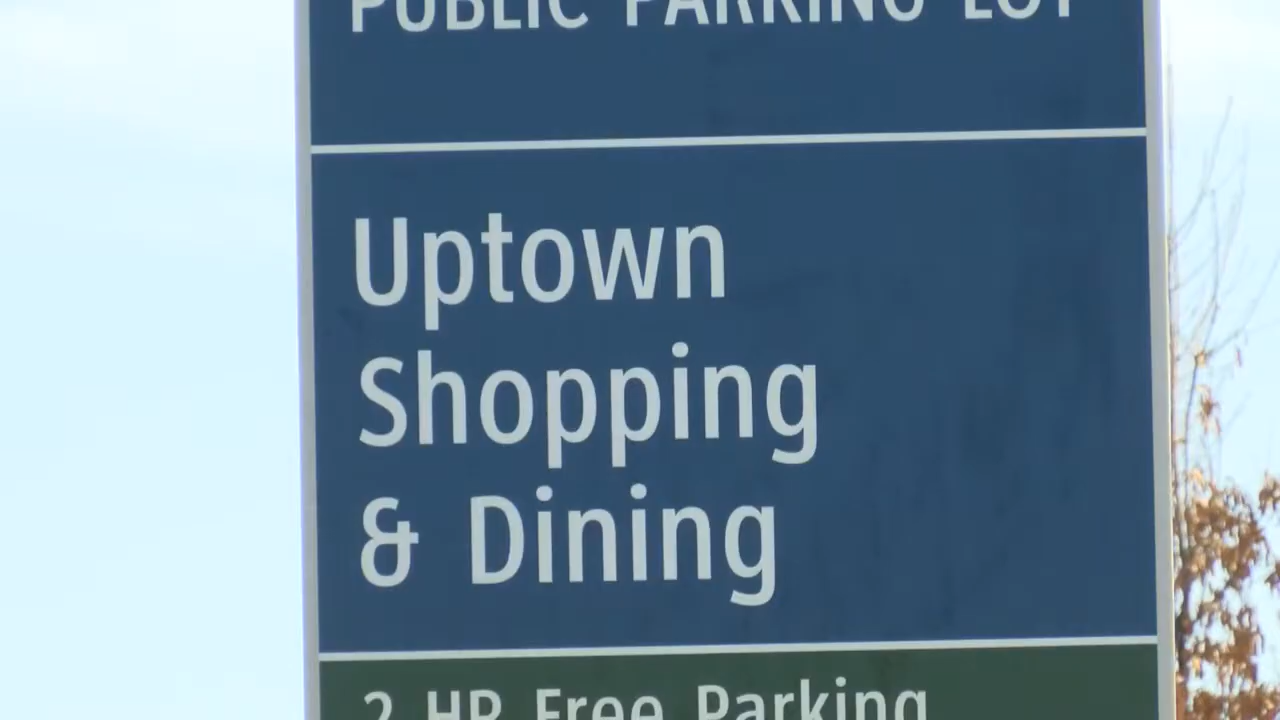 PUBLIC PARKING LOT
Uptown
Shopping
& Dining
2 HR Free Parking